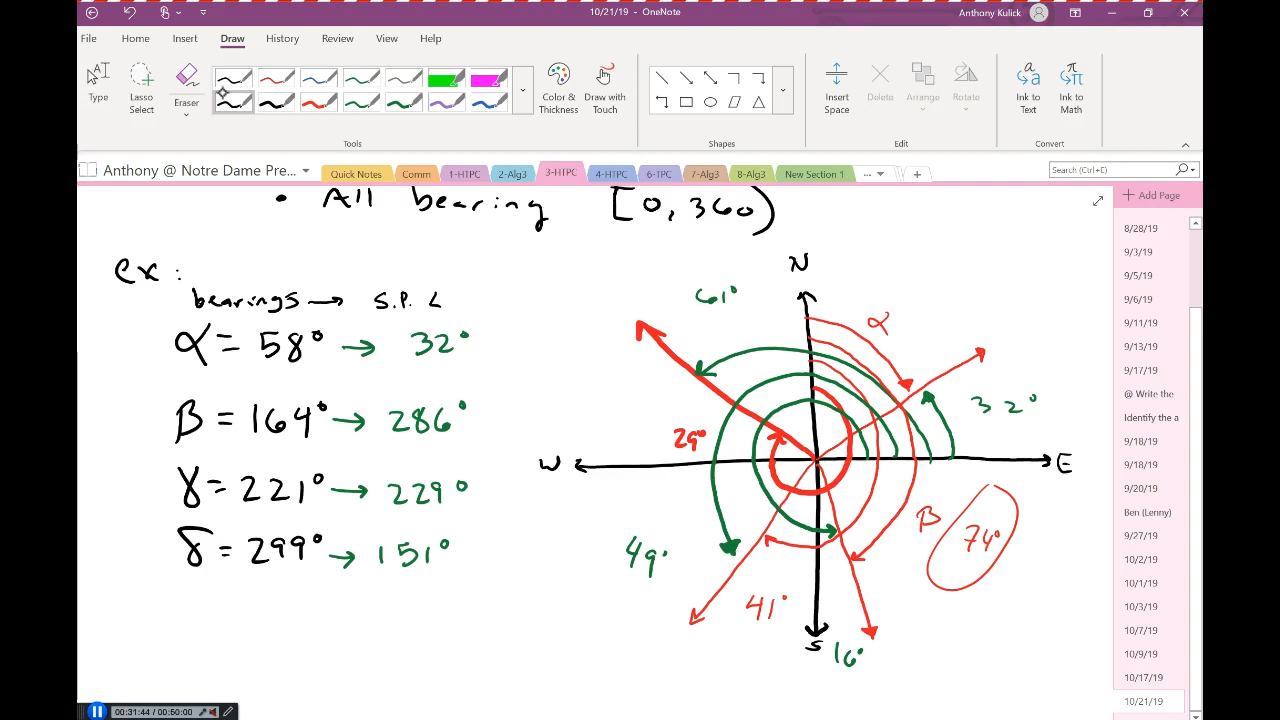 10/21/19 - OneNote
Anthony Kulick
File Home Insert Draw History Review View Help
Type
Lasso Select
Eraser
Color & Thickness
Draw with Touch
Insert Space
Delete
Arrange
Rotate
Ink to Text
Ink to Math
Tools
Shapes
Edit
Convert
Anthony @ Notre Dame Pre...
Quick Notes
Comm
1-HTPC
2-Alg3
3-HTPC
4-HTPC
6-TPC
7-Alg3
8-Alg3
New Section 1
...
Search (Ctrl+E)
Add Page
8/28/19
9/3/19
9/5/19
9/6/19
9/11/19
9/13/19
9/17/19
@ Write the
Identify the a
9/18/19
9/18/19
9/20/19
Ben (Lenny)
9/27/19
10/2/19
10/1/19
10/3/19
10/7/19
10/9/19
10/17/19
10/21/19
• All bearing [0, 360)
ex:
bearings → S.P. ∠
α = 58° → 32°
β = 164° → 286°
γ = 221° → 229°
δ = 299° → 151°
N
61°
α
32°
29°
W
E
β
74°
49°
41°
S
16°
00:31:44 / 00:50:00